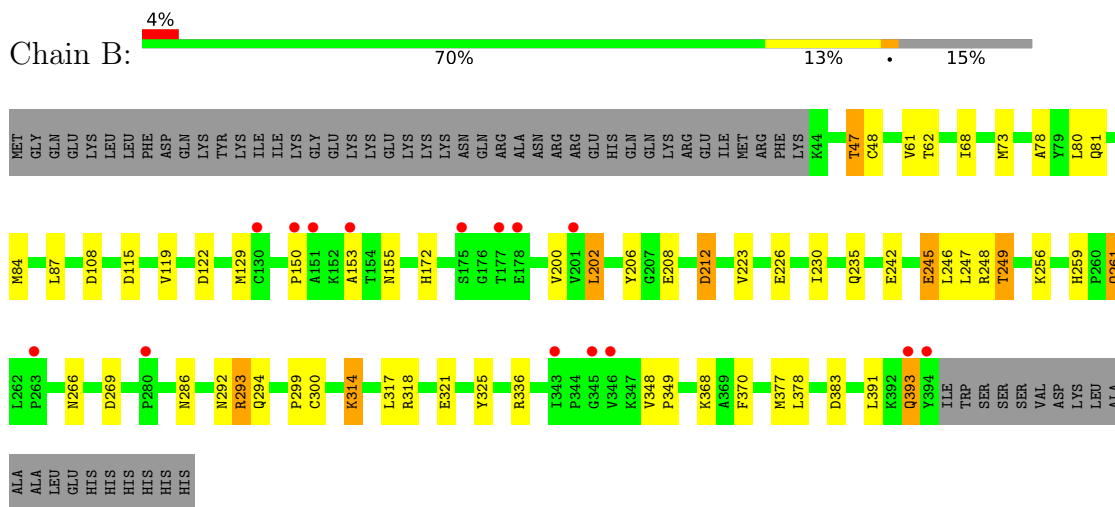 4%
Chain B:
70% 13% • 15%
MET GLY GLN GLU GLU LYS LEU LEU PHE ASP GLN LYS TYR LYS ILE ILE LYS GLY GLU LYS LYS GLU LYS LYS LYS ASN GLN ARG ALA ASN ARG ARG GLU HIS GLN GLN LYS ARG GLU ILE MET ARG PHE LYS K44 T47 C48 V61 T62 I68 M73 A78 Y79 L80 Q81
M84 L87 D108 D115 V119 D122 M129 C130 P150 A151 K152 A153 T154 N155 H172 S175 G176 T177 E178 V200 V201 L202 Y206 G207 E208 D212 V223 E226 I230 Q235 E242 E245 L246 L247 R248 T249 K256 H259 P260 Q261
L262 P263 N266 D269 P280 N286 N292 R293 Q294 P299 C300 K314 L317 R318 E321 Y325 R336 I343 P344 G345 V346 K347 V348 P349 K368 A369 F370 M377 L378 D383 L391 K392 Q393 Y394 ILE TRP SER SER SER VAL ASP LYS LEU ALA
ALA ALA LEU GLU HIS HIS HIS HIS HIS HIS